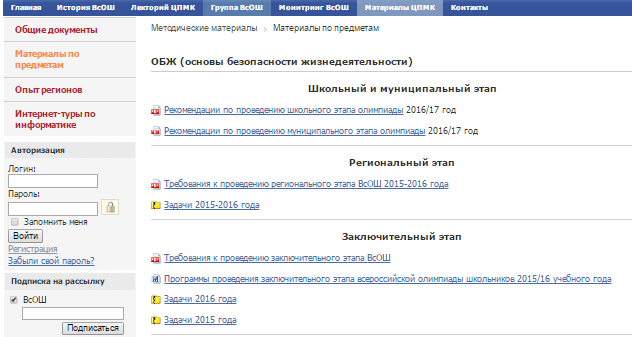 Главная История ВсОШ Лекторий ЦПМК Группа ВсОШ Мониторинг ВсОШ Материалы ЦПМК Контакты
Общие документы
Материалы по
предметам
Опыт регионов
Интернет-туры по
информатике
Авторизация
Логин:
Пароль:
Запомнить меня
Войти
Регистрация
Забыли свой пароль?
Подписка на рассылку
ВсОШ
Подписаться
Методические материалы Материалы по предметам
ОБЖ (основы безопасности жизнедеятельности)
Школьный и муниципальный этап
Рекомендации по проведению школьного этапа олимпиады 2016/17 год
Рекомендации по проведению муниципального этапа олимпиады 2016/17 год
Региональный этап
Требования к проведению регионального этапа ВсОШ 2015-2016 года
Задачи 2015-2016 года
Заключительный этап
Требования к проведению заключительного этапа ВсОШ
Программы проведения заключительного этапа всероссийской олимпиады школьников 2015/16 учебного года
Задачи 2016 года
Задачи 2015 года